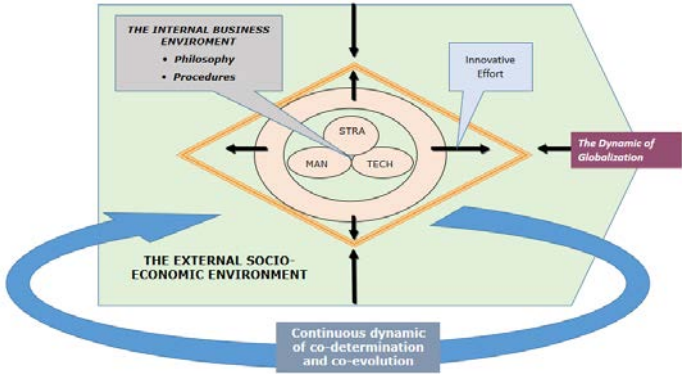 THE INTERNAL BUSINESS
ENVIROMENT
• Philosophy
• Procedures
Innovative
Effort
STRA
MAN
TECH
The Dynamic of
Globalization
THE EXTERNAL SOCIO-
ECONOMIC ENVIRONMENT
Continuous dynamic
of co-determination
and co-evolution